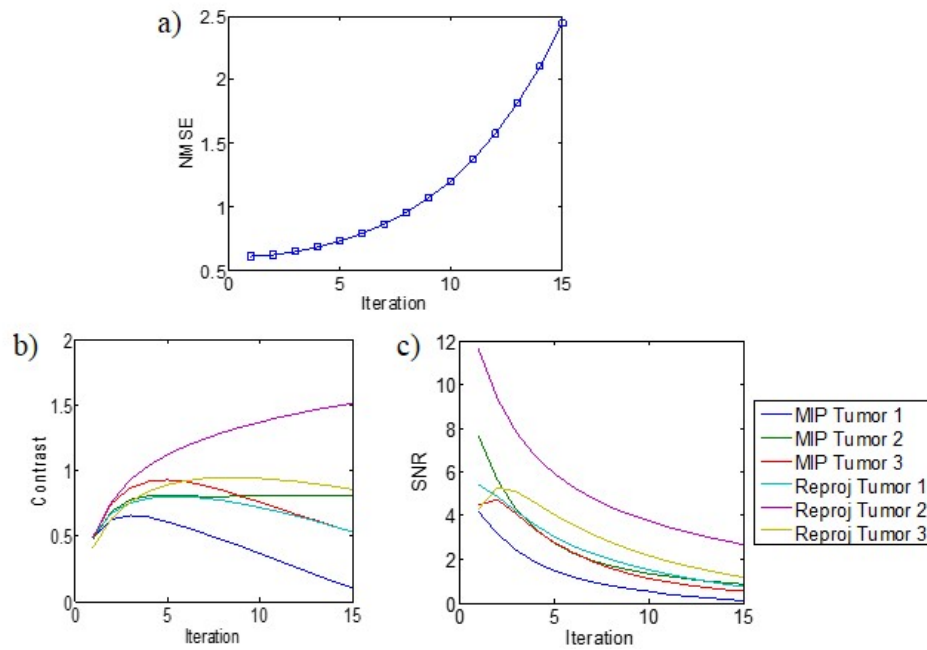 a)
2.5
2
1.5
1
0.5
NMSE
0 5 10 15
Iteration
b)
2
1.5
1
0.5
0
Contrast
0 5 10 15
Iteration
c)
12
10
8
6
4
2
0
SNR
0 5 10 15
Iteration
MIP Tumor 1
MIP Tumor 2
MIP Tumor 3
Reproj Tumor 1
Reproj Tumor 2
Reproj Tumor 3